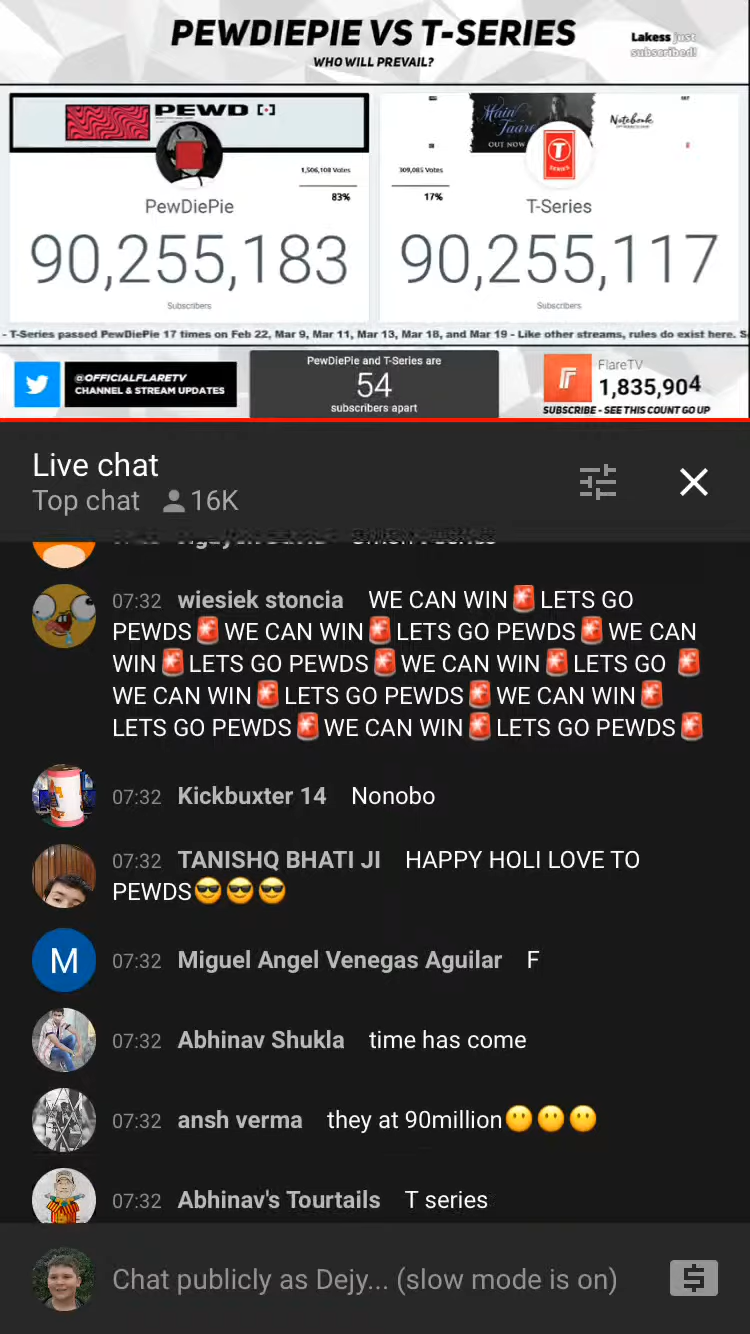 PEWDIEPIE VS T-SERIES
WHO WILL PREVAIL?
Lakess just
subscribed!
PEWD
Main
OUT NOW
Notebook
T
SERIES
1,506,108 Votes
83%
309,085 Votes
17%
PewDiePie
T-Series
90,255,183
90,255,117
Subscribers
Subscribers
- T-Series passed PewDiePie 17 times on Feb 22, Mar 9, Mar 11, Mar 13, Mar 18, and Mar 19 - Like other streams, rules do exist here.
@OFFICIALFLARETV
CHANNEL & STREAM UPDATES
PewDiePie and T-Series are
54
subscribers apart
FlareTV
1,835,904
SUBSCRIBE - SEE THIS COUNT GO UP
Live chat
Top chat 16K
07:32 wiesiek stoncia WE CAN WIN🚨LETS GO
PEWDS🚨WE CAN WIN🚨LETS GO PEWDS🚨WE CAN
WIN🚨LETS GO PEWDS🚨WE CAN WIN🚨LETS GO 🚨
WE CAN WIN🚨LETS GO PEWDS🚨WE CAN WIN🚨
LETS GO PEWDS🚨WE CAN WIN🚨LETS GO PEWDS🚨
07:32 Kickbuxter 14 Nonobo
07:32 TANISHQ BHATI JI HAPPY HOLI LOVE TO
PEWDS😎😎😎
M
07:32 Miguel Angel Venegas Aguilar F
07:32 Abhinav Shukla time has come
07:32 ansh verma they at 90million😶😶😶
07:32 Abhinav's Tourtails T series
Chat publicly as Dejy... (slow mode is on)